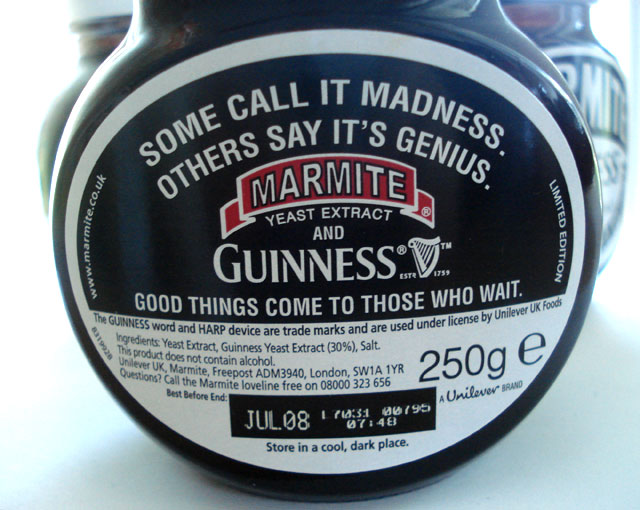 SOME CALL IT MADNESS.
OTHERS SAY IT'S GENIUS.
MARMITE®
YEAST EXTRACT
AND
GUINNESS® ™
ESTD 1759
GOOD THINGS COME TO THOSE WHO WAIT.
www.marmite.co.uk
LIMITED EDITION
The GUINNESS word and HARP device are trade marks and are used under license by Unilever UK Foods
Ingredients: Yeast Extract, Guinness Yeast Extract (30%), Salt.
This product does not contain alcohol.
Unilever UK, Marmite, Freepost ADM3940, London, SW1A 1YR
Questions? Call the Marmite loveline free on 08000 323 656
250g e
A Unilever BRAND
Best Before End:
JUL.08 L7031 00795
07:48
Store in a cool, dark place.